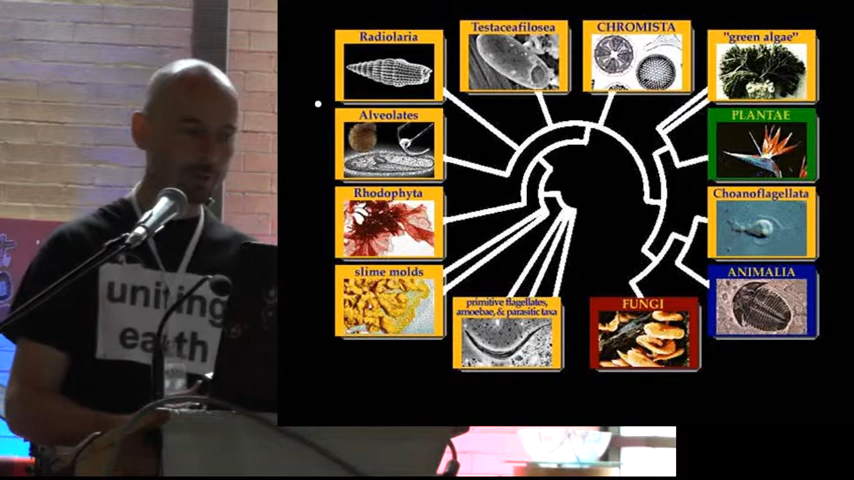 Radiolaria
Testaceafilosea
CHROMISTA
"green algae"
Alveolates
PLANTAE
Rhodophyta
Choanoflagellata
slime molds
primitive flagellates,
amoebae, & parasitic taxa
FUNGI
ANIMALIA
uniting
earth